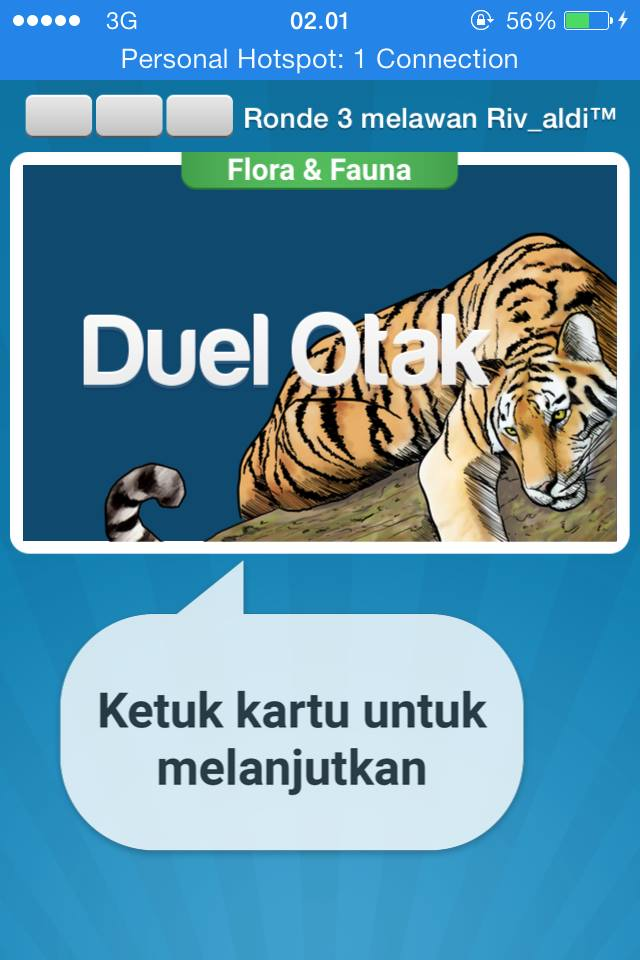 3G 02.01 56%
Personal Hotspot: 1 Connection
Ronde 3 melawan Riv_aldi™
Flora & Fauna
Duel Otak
Ketuk kartu untuk
melanjutkan